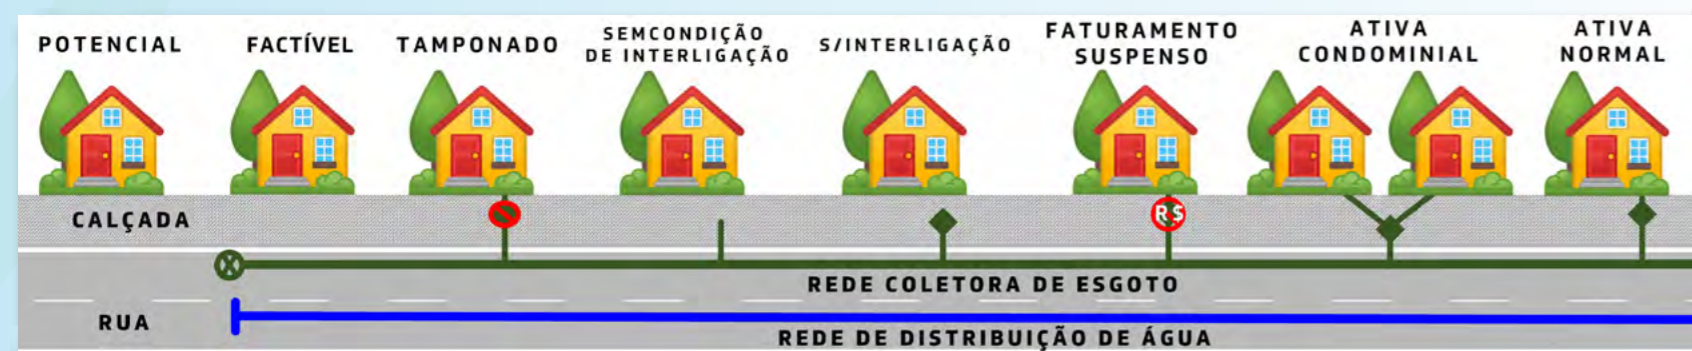 POTENCIAL
FACTÍVEL
TAMPONADO
SEMCONDIÇÃO
DE INTERLIGAÇÃO
S/INTERLIGAÇÃO
FATURAMENTO
SUSPENSO
ATIVA
CONDOMINIAL
ATIVA
NORMAL
CALÇADA
R$
REDE COLETORA DE ESGOTO
RUA
REDE DE DISTRIBUIÇÃO DE ÁGUA